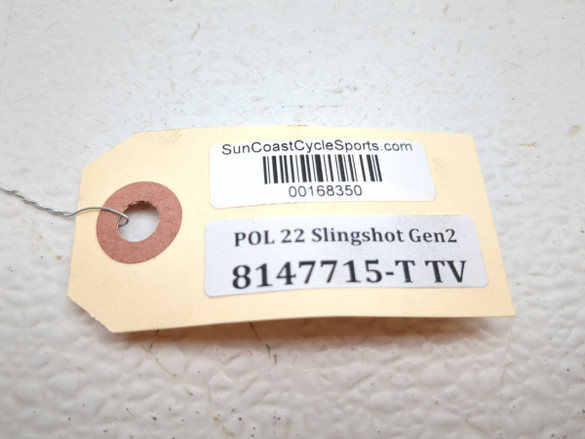 SunCoastCycleSports.com
00168350
POL 22 Slingshot Gen2
8147715-T TV